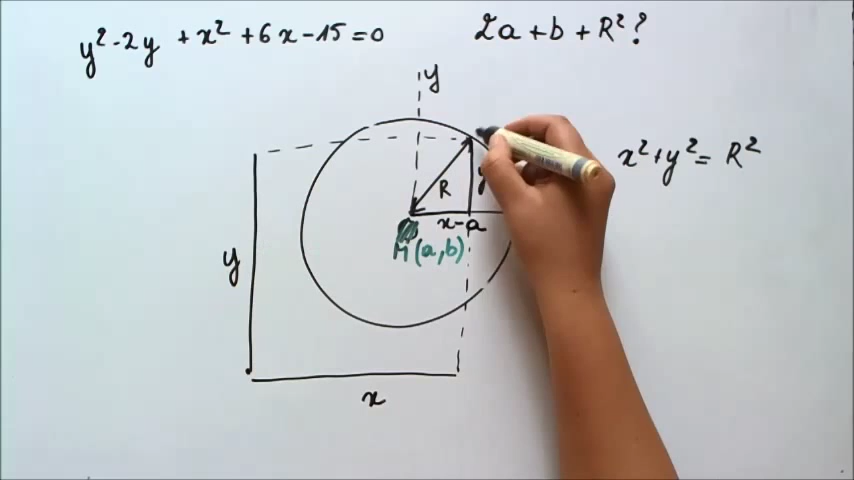 y² - 2y + x² + 6x - 15 = 0
2a + b + R²?
y
x² + y² = R²
R
y
x - a
M(a,b)
y
x